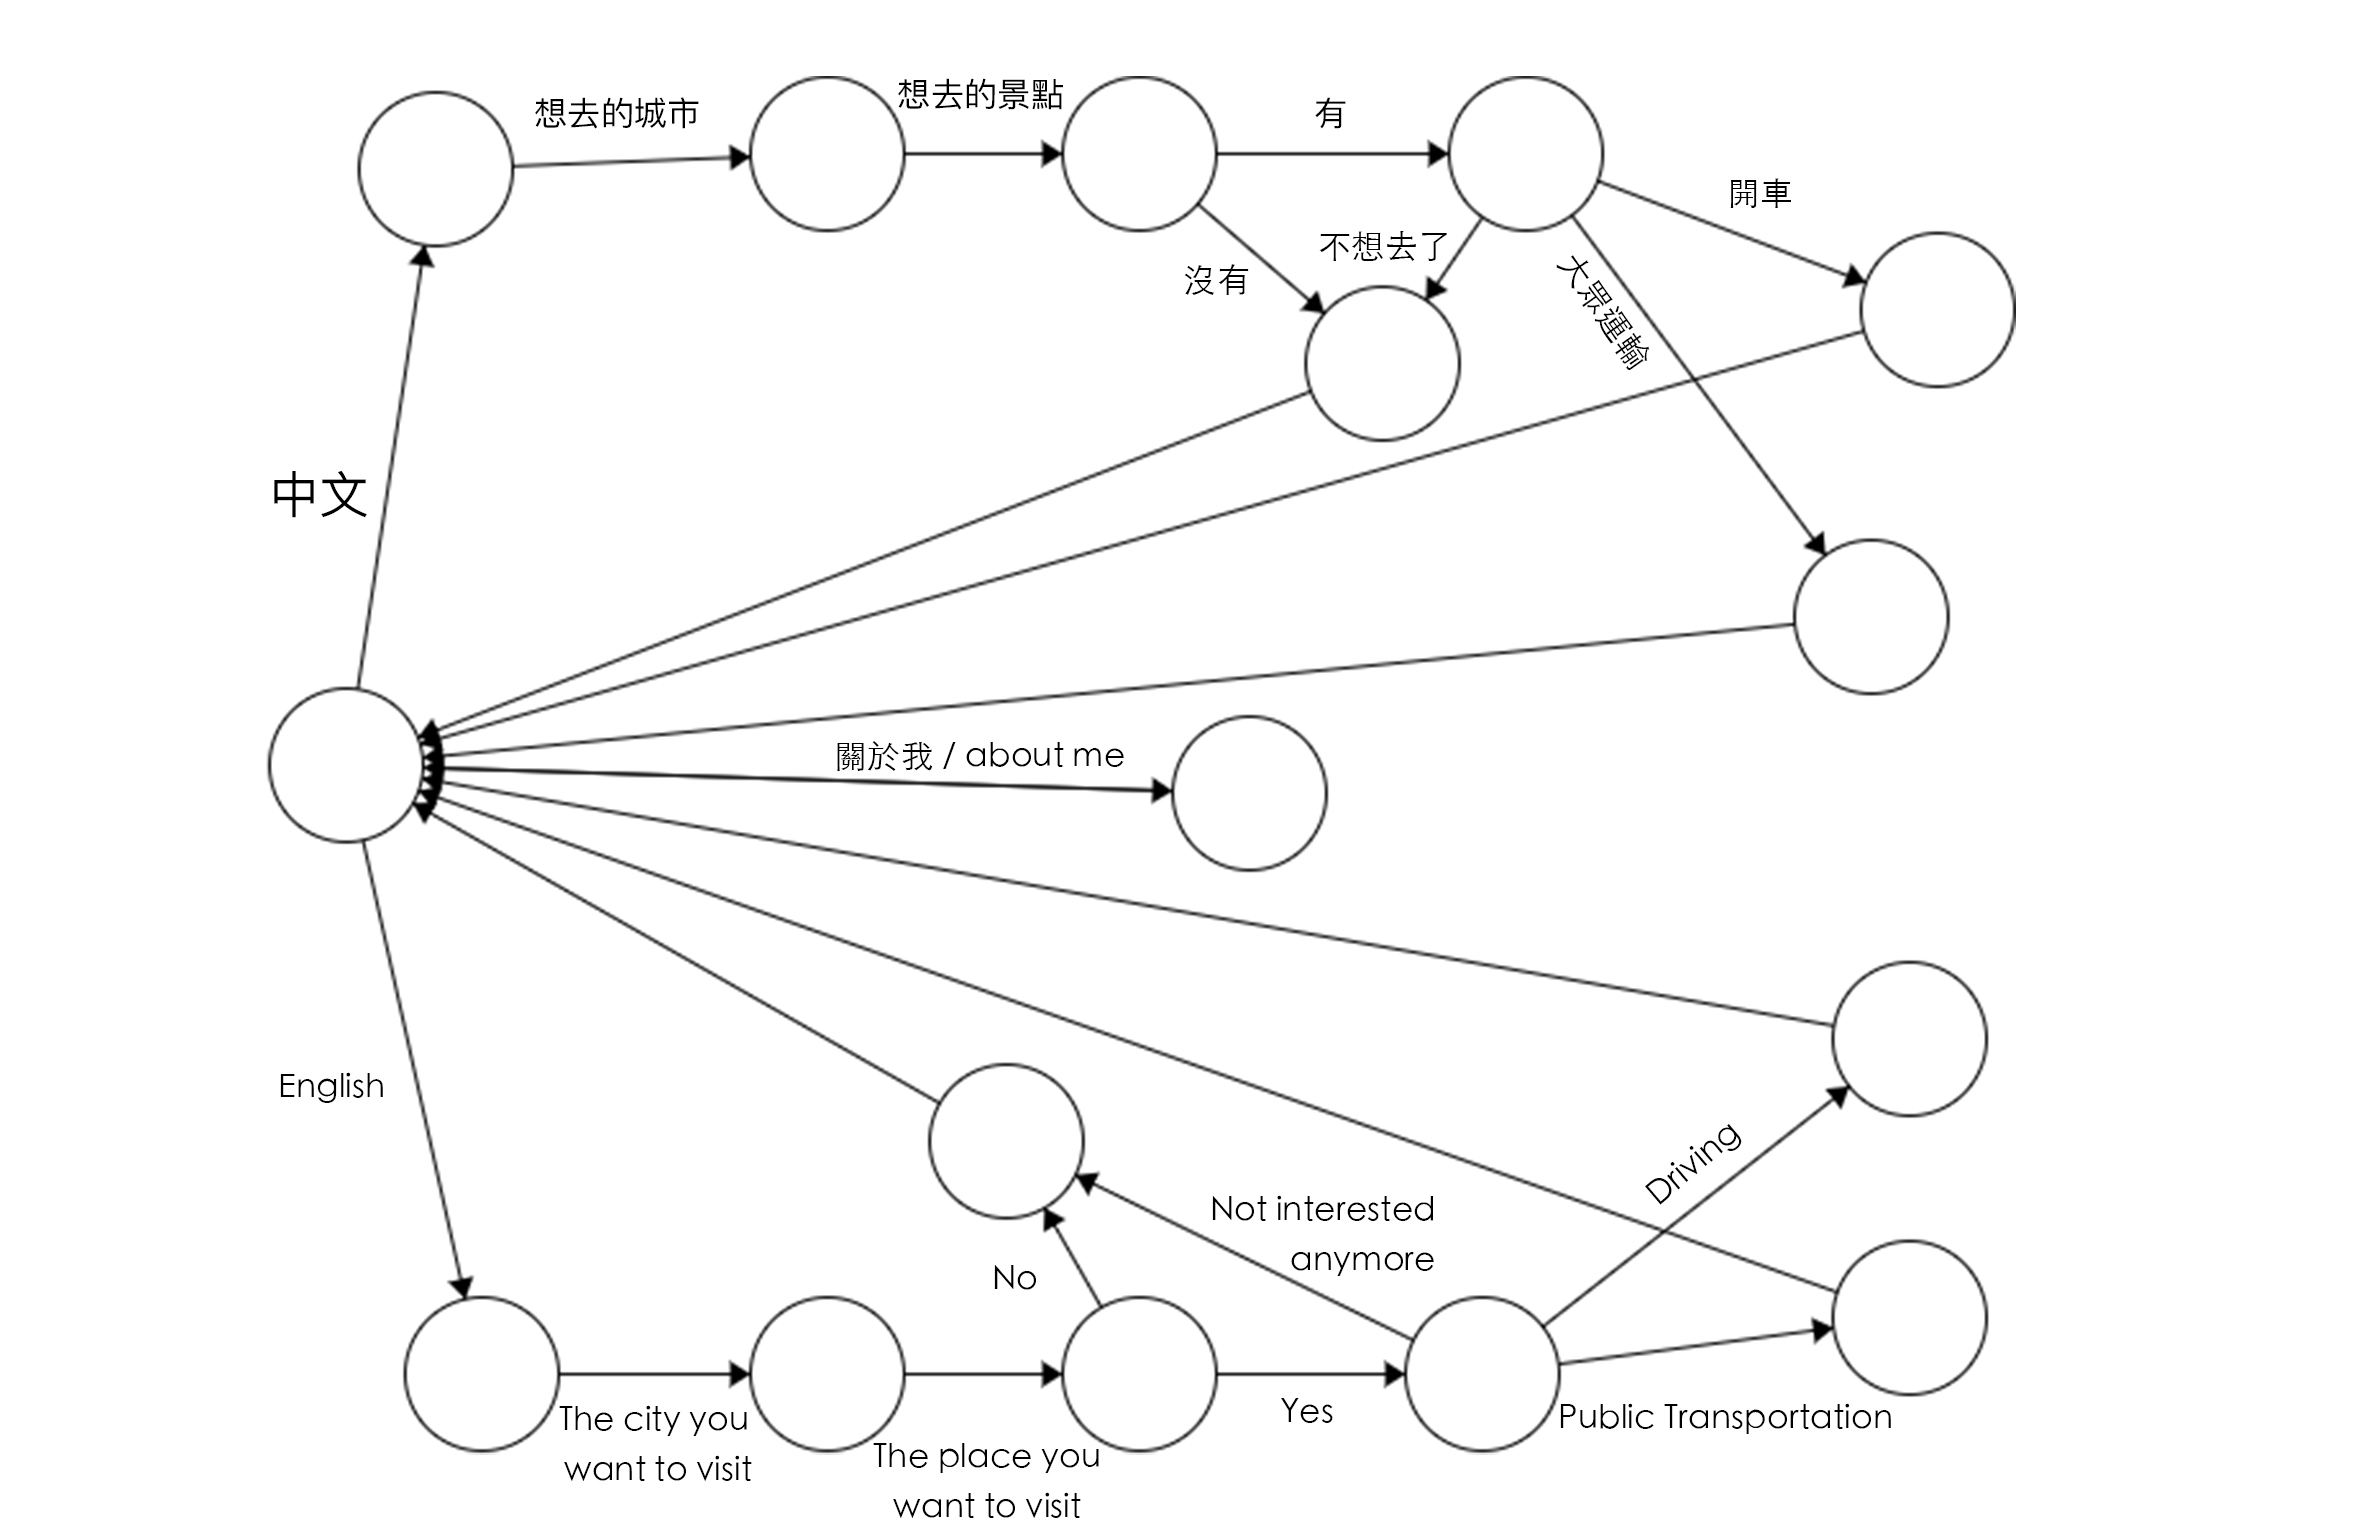 想去的城市
想去的景點
有
開車
不想去了
沒有
大眾運輸
中文
關於我 / about me
English
Driving
Not interested
anymore
No
The city you
want to visit
The place you
want to visit
Yes
Public Transportation